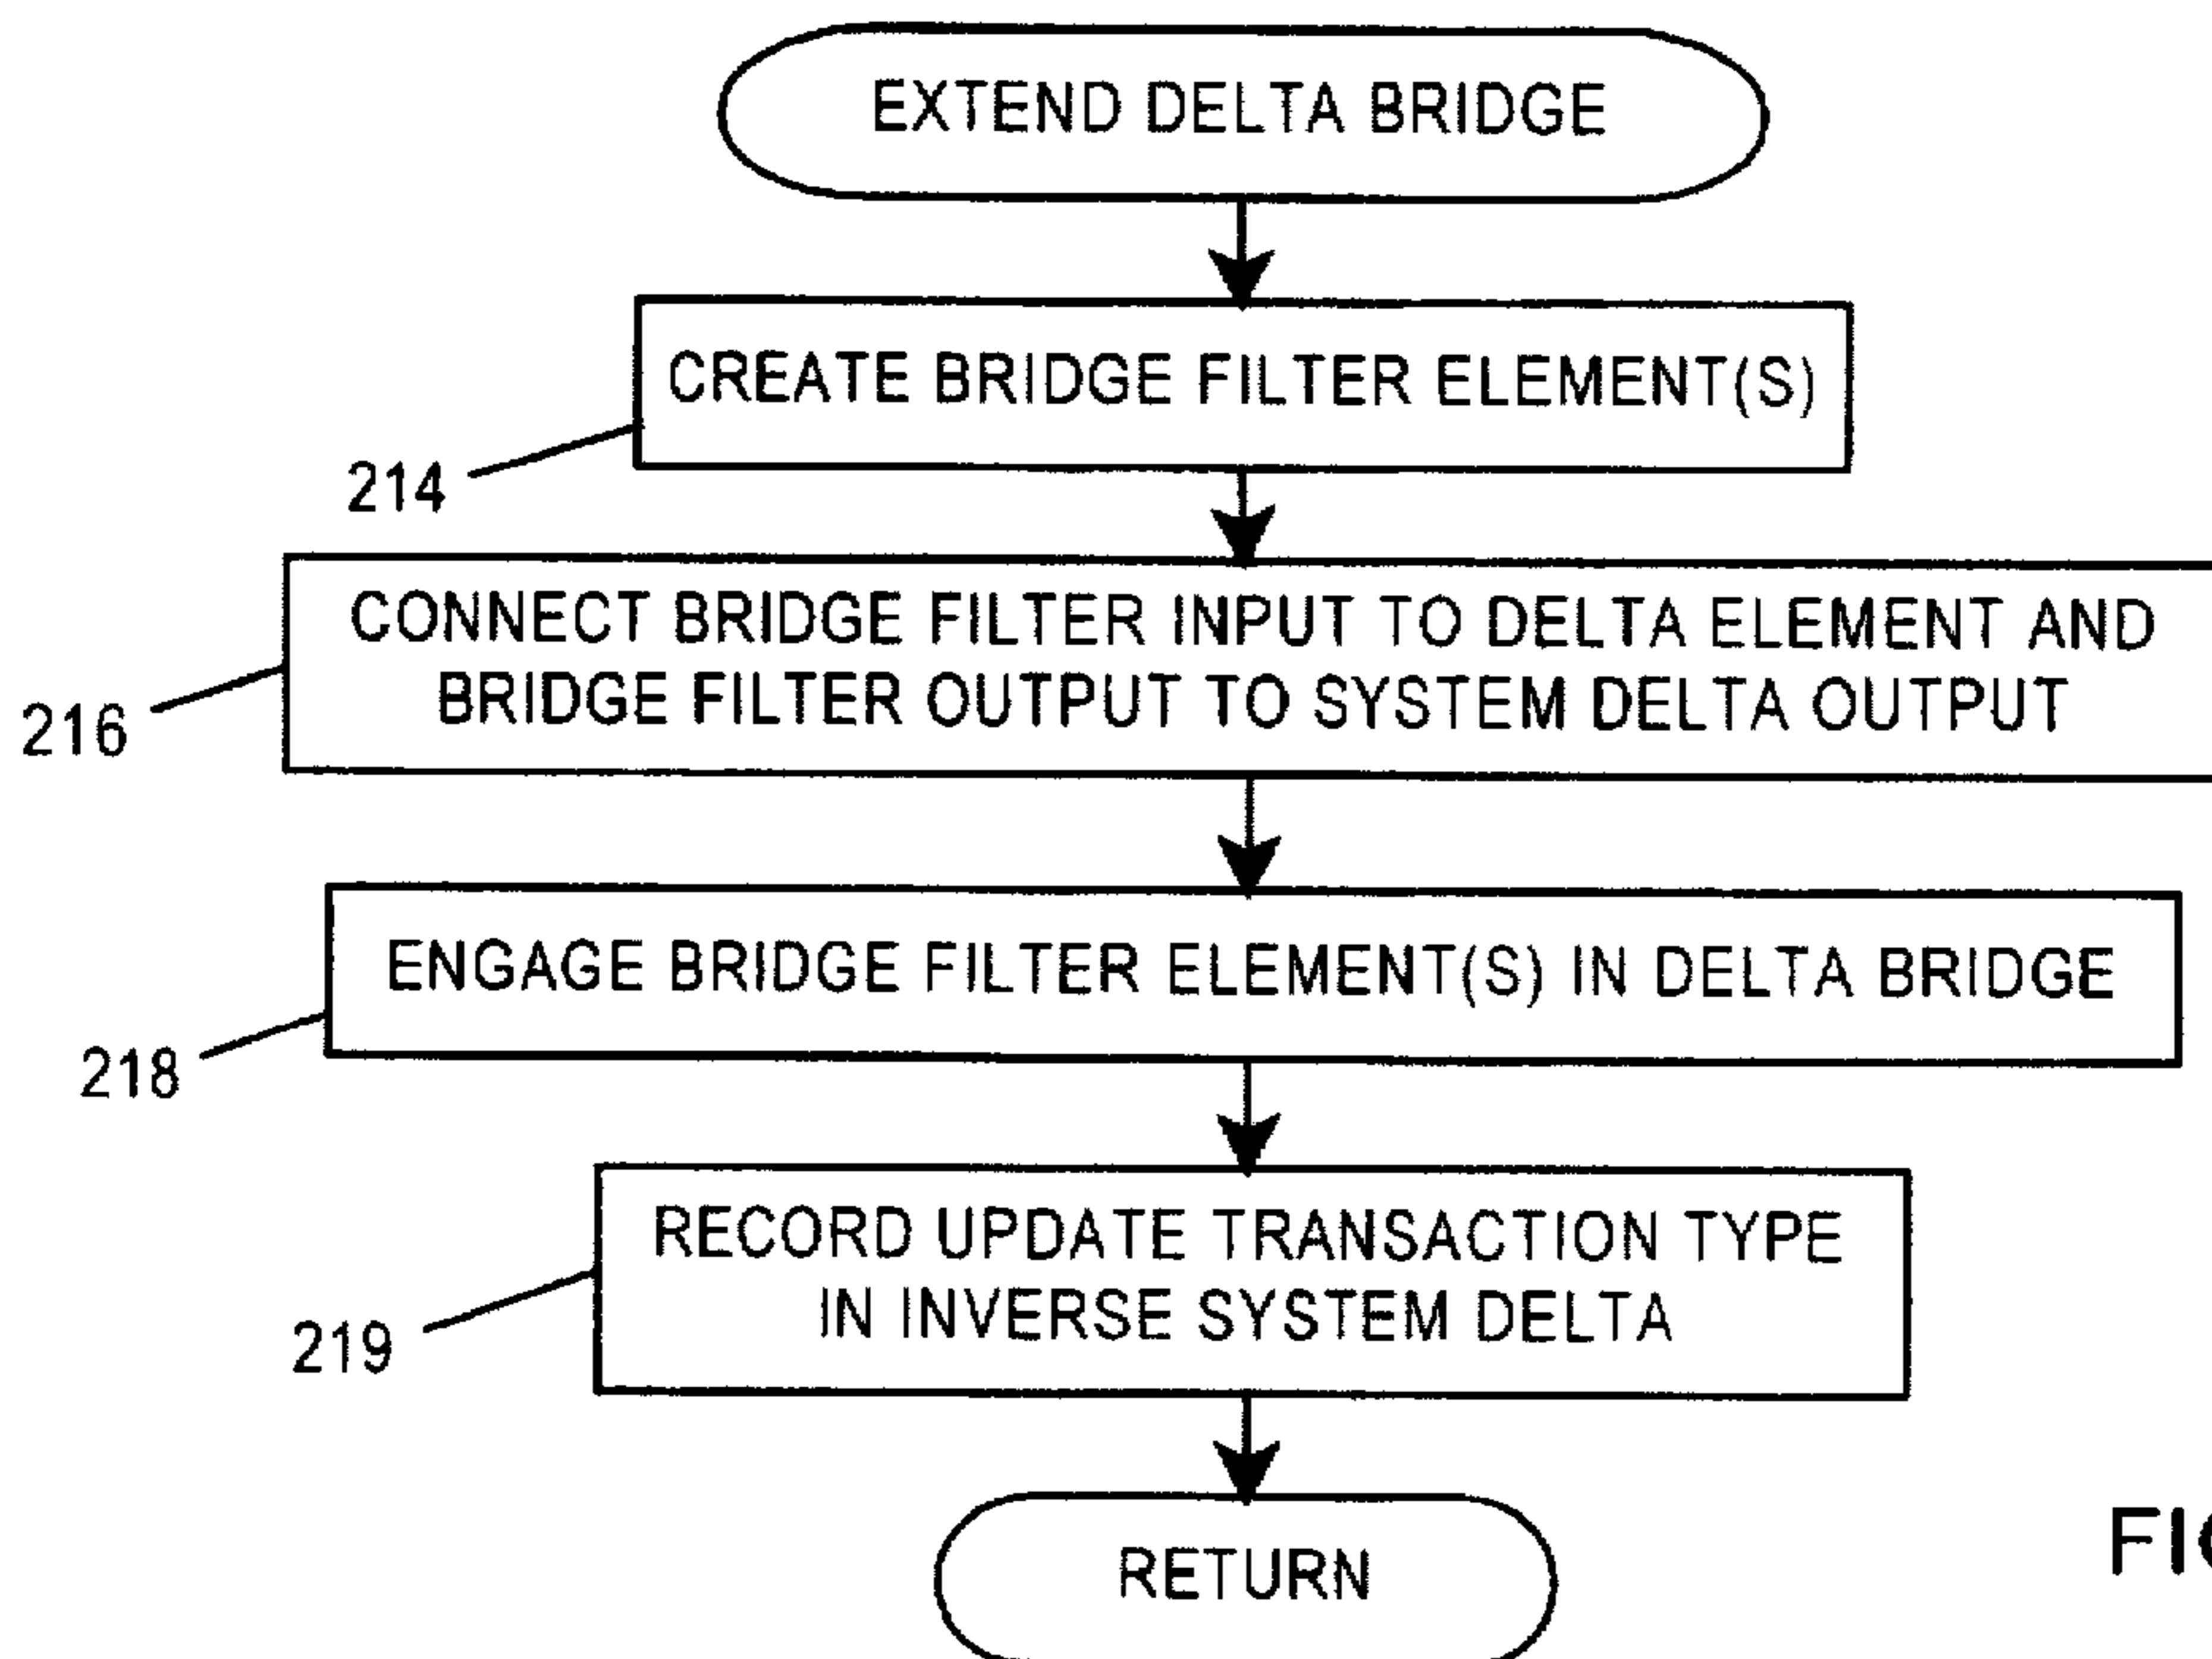 EXTEND DELTA BRIDGE
CREATE BRIDGE FILTER ELEMENT(S)
214
CONNECT BRIDGE FILTER INPUT TO DELTA ELEMENT AND
BRIDGE FILTER OUTPUT TO SYSTEM DELTA OUTPUT
216
ENGAGE BRIDGE FILTER ELEMENT(S) IN DELTA BRIDGE
218
RECORD UPDATE TRANSACTION TYPE
IN INVERSE SYSTEM DELTA
219
RETURN